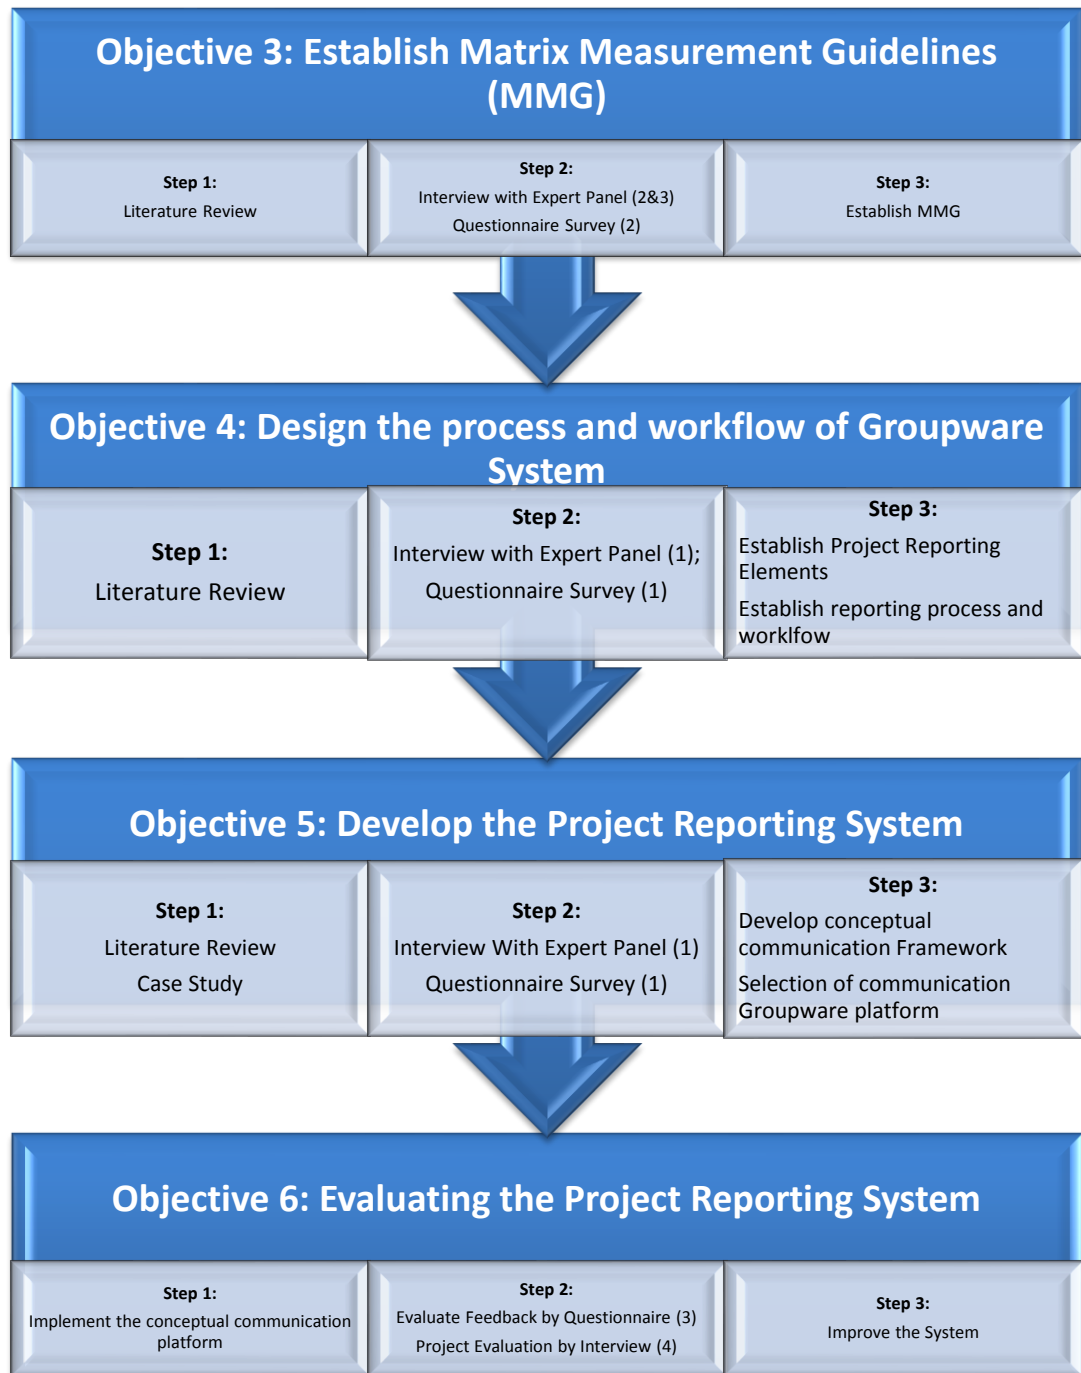 Objective 3: Establish Matrix Measurement Guidelines
(MMG)
Step 1:
Literature Review
Step 2:
Interview with Expert Panel (2&3)
Questionnaire Survey (2)
Step 3:
Establish MMG
Objective 4: Design the process and workflow of Groupware
System
Step 1:
Literature Review
Step 2:
Interview with Expert Panel (1);
Questionnaire Survey (1)
Step 3:
Establish Project Reporting
Elements
Establish reporting process and
worklfow
Objective 5: Develop the Project Reporting System
Step 1:
Literature Review
Case Study
Step 2:
Interview With Expert Panel (1)
Questionnaire Survey (1)
Step 3:
Develop conceptual
communication Framework
Selection of communication
Groupware platform
Objective 6: Evaluating the Project Reporting System
Step 1:
Implement the conceptual communication
platform
Step 2:
Evaluate Feedback by Questionnaire (3)
Project Evaluation by Interview (4)
Step 3:
Improve the System